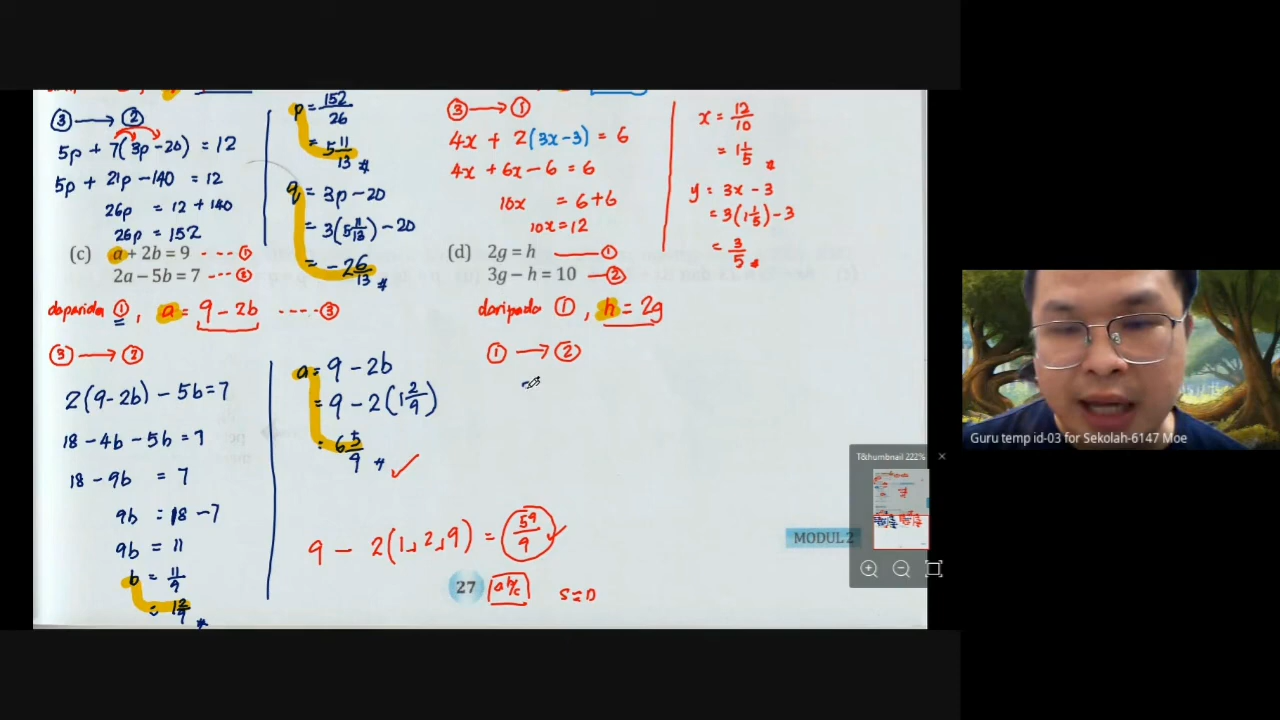 ③ → ②
5p + 7(3p-20) = 12
5p + 21p - 140 = 12
26p = 12 + 140
26p = 152
p = 152/26
= 5 11/13 #
q = 3p - 20
= 3(5 11/13) - 20
= -2 6/13 #
③ → ①
4x + 2(3x-3) = 6
4x + 6x - 6 = 6
10x = 6+6
10x = 12
x = 12/10
= 1 1/5 *
y = 3x - 3
= 3(1 1/5) - 3
= 3/5 *
(c) a + 2b = 9 ---- ①
2a - 5b = 7 --- ②
daparida ①, a = 9 - 2b ---- ③
③ → ②
2(9-2b) - 5b = 7
18 - 4b - 5b = 7
18 - 9b = 7
9b = 18 - 7
9b = 11
b = 11/9
= 1 2/9 *
a = 9 - 2b
= 9 - 2(1 2/9)
= 6 5/9 * ✓
9 - 2(1⌟2⌟9) = 59/9 ✓
(d) 2g = h — ①
3g - h = 10 — ②
daripada ①, h = 2g
① → ②
27
a b/c
S⇌D
MODUL 2
T&thumbnail 222%
Guru temp id-03 for Sekolah-6147 Moe